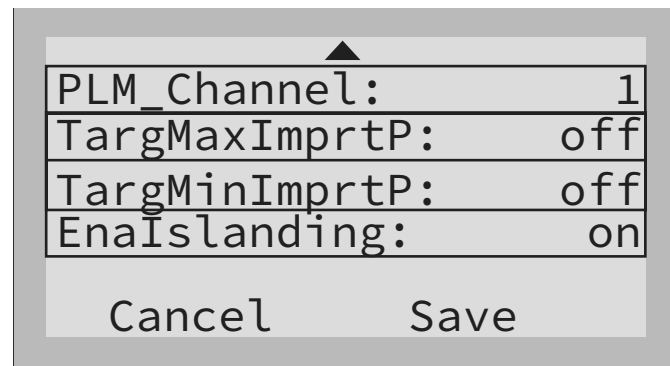 PLM_Channel: 1
TargMaxImprtP: off
TargMinImprtP: off
EnaIslanding: on
Cancel Save